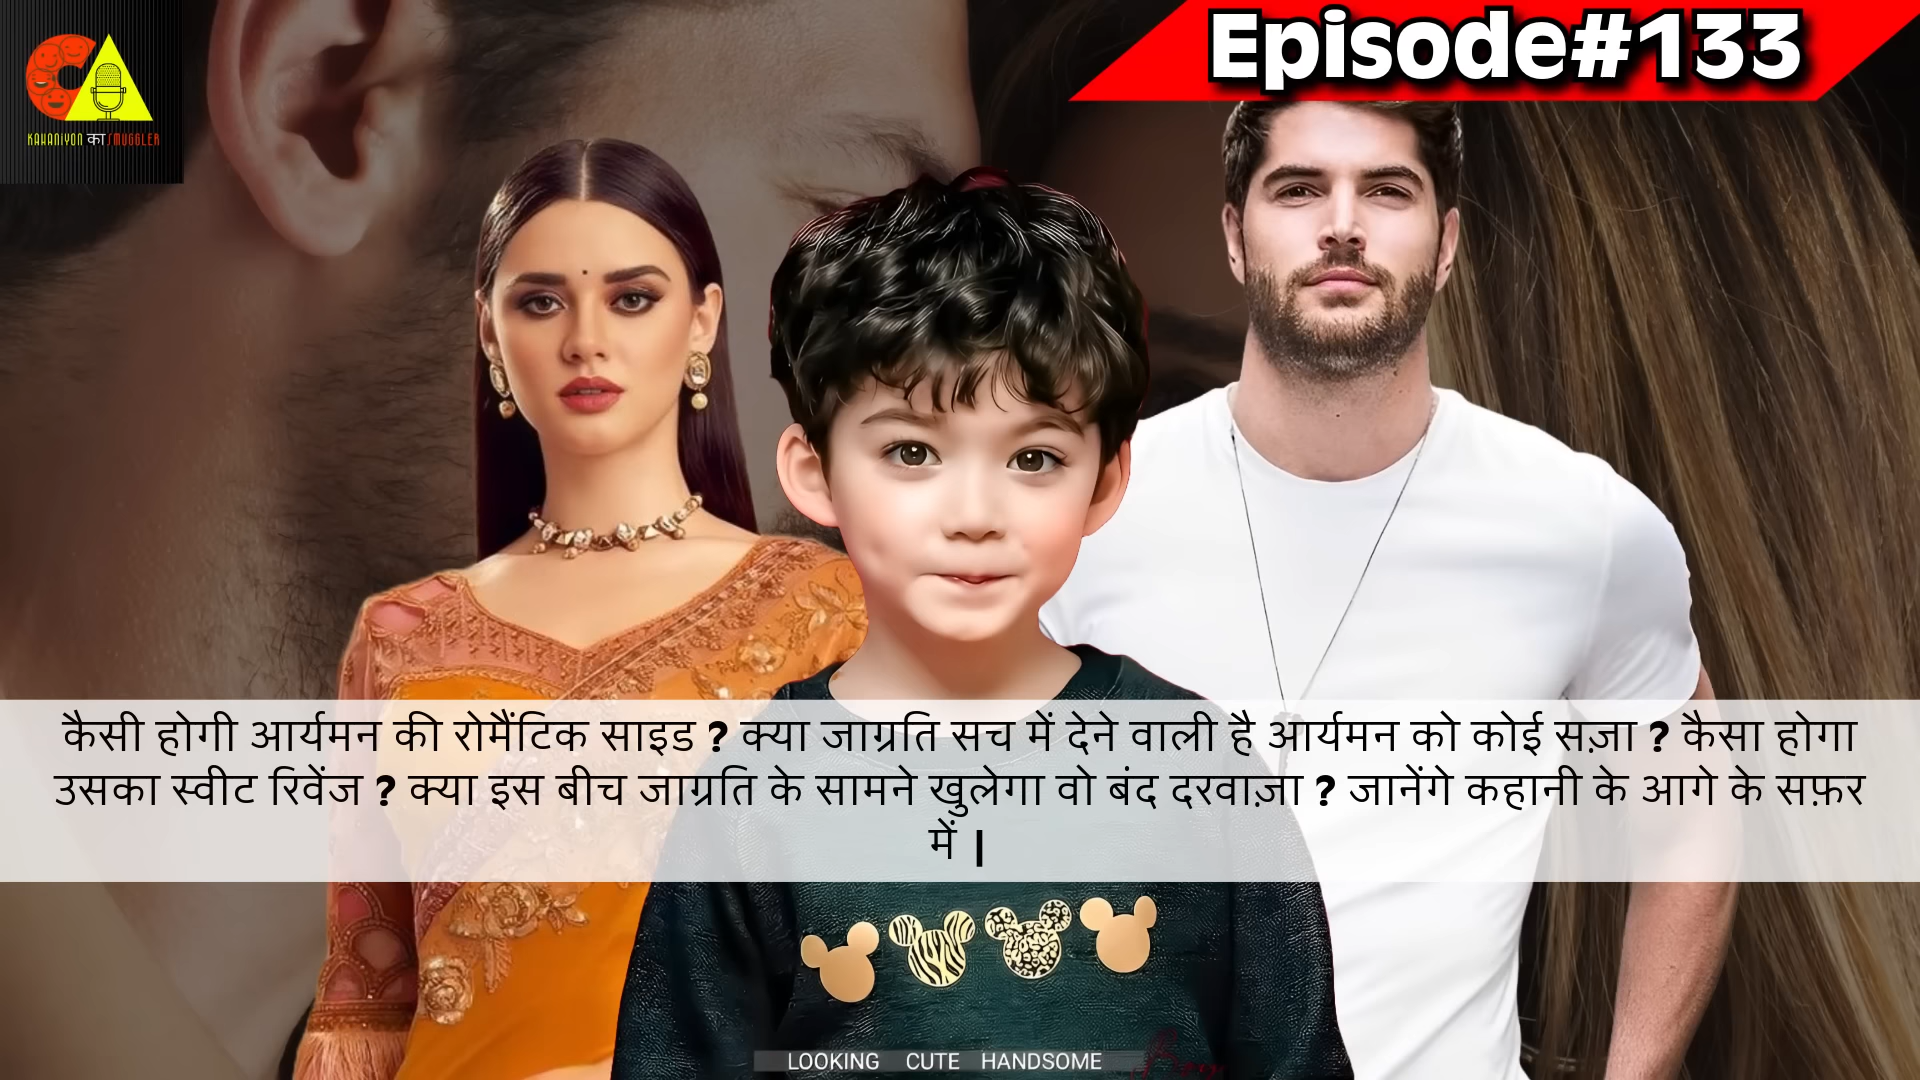 Episode#133
KAHANIYON का SMUGGLER
कैसी होगी आर्यमन की रोमैंटिक साइड ? क्या जाग्रति सच में देने वाली है आर्यमन को कोई सज़ा ? कैसा होगा
उसका स्वीट रिवेंज ? क्या इस बीच जाग्रति के सामने खुलेगा वो बंद दरवाज़ा ? जानेंगे कहानी के आगे के सफ़र
में |
LOOKING CUTE HANDSOME